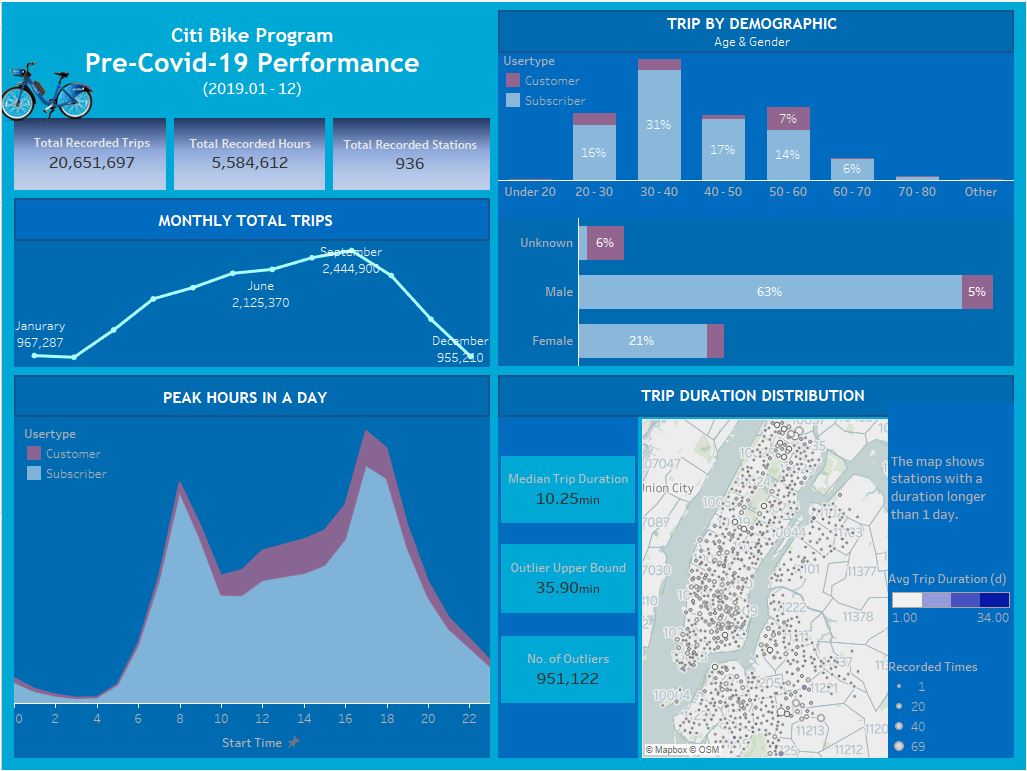 Citi Bike Program
Pre-Covid-19 Performance
(2019.01 - 12)
Total Recorded Trips
20,651,697
Total Recorded Hours
5,584,612
Total Recorded Stations
936
MONTHLY TOTAL TRIPS
Janurary
967,287
June
2,125,370
September
2,444,900
December
955,210
PEAK HOURS IN A DAY
Usertype
Customer
Subscriber
0 2 4 6 8 10 12 14 16 18 20 22
Start Time
TRIP BY DEMOGRAPHIC
Age & Gender
Usertype
Customer
Subscriber
16%
31%
17%
7%
14%
6%
Under 20 20 - 30 30 - 40 40 - 50 50 - 60 60 - 70 70 - 80 Other
Unknown 6%
Male 63% 5%
Female 21%
TRIP DURATION DISTRIBUTION
Median Trip Duration
10.25min
Outlier Upper Bound
35.90min
No. of Outliers
951,122
07047
Union City
7087
7030
10044
11377
11378
11222
10004
11211
11213
11212
© Mapbox © OSM
The map shows
stations with a
duration longer
than 1 day.
Avg Trip Duration (d)
1.00 34.00
Recorded Times
1
20
40
69